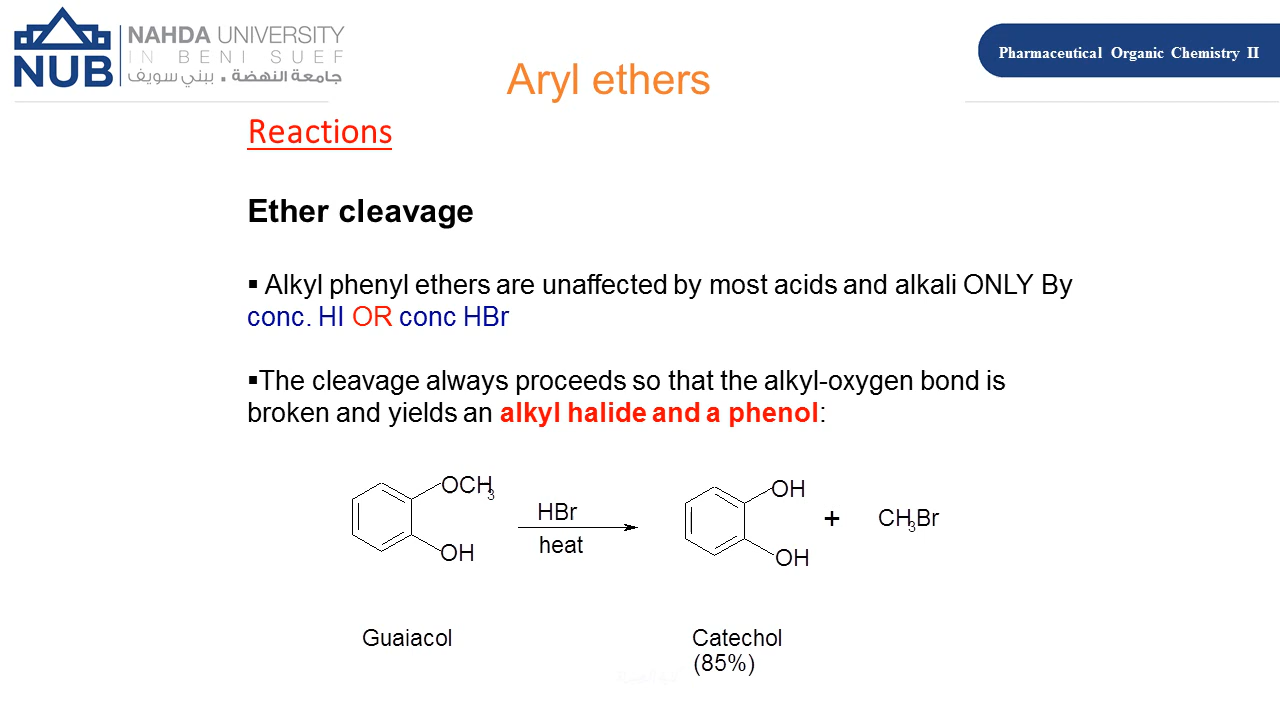 NUB
NAHDA UNIVERSITY
IN BENI SUEF
جامعة النهضة . ببني سويف
Pharmaceutical Organic Chemistry II
Aryl ethers
Reactions
Ether cleavage
▪ Alkyl phenyl ethers are unaffected by most acids and alkali ONLY By
conc. HI OR conc HBr
▪The cleavage always proceeds so that the alkyl-oxygen bond is
broken and yields an alkyl halide and a phenol:
OCH3
OH
HBr
heat
OH
OH
+
CH3Br
Guaiacol
Catechol
(85%)